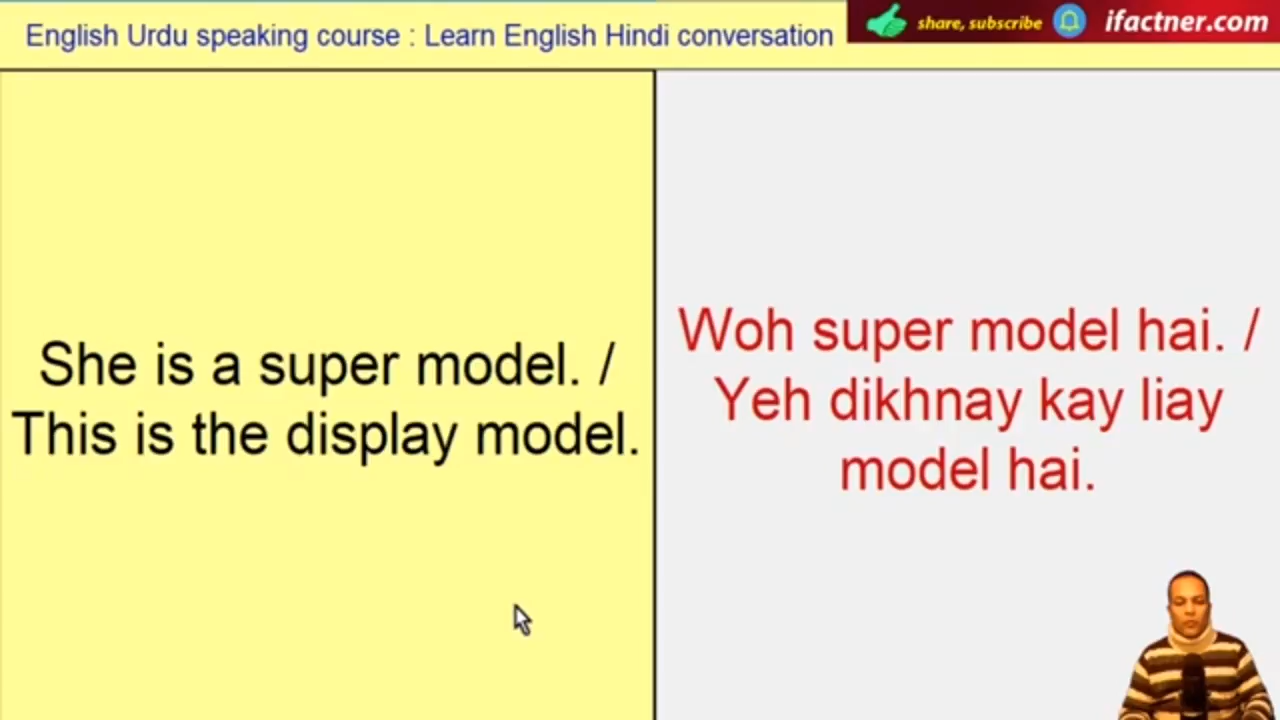 English Urdu speaking course : Learn English Hindi conversation
share, subscribe
ifactner.com
She is a super model. /
This is the display model.
Woh super model hai. /
Yeh dikhnay kay liay
model hai.